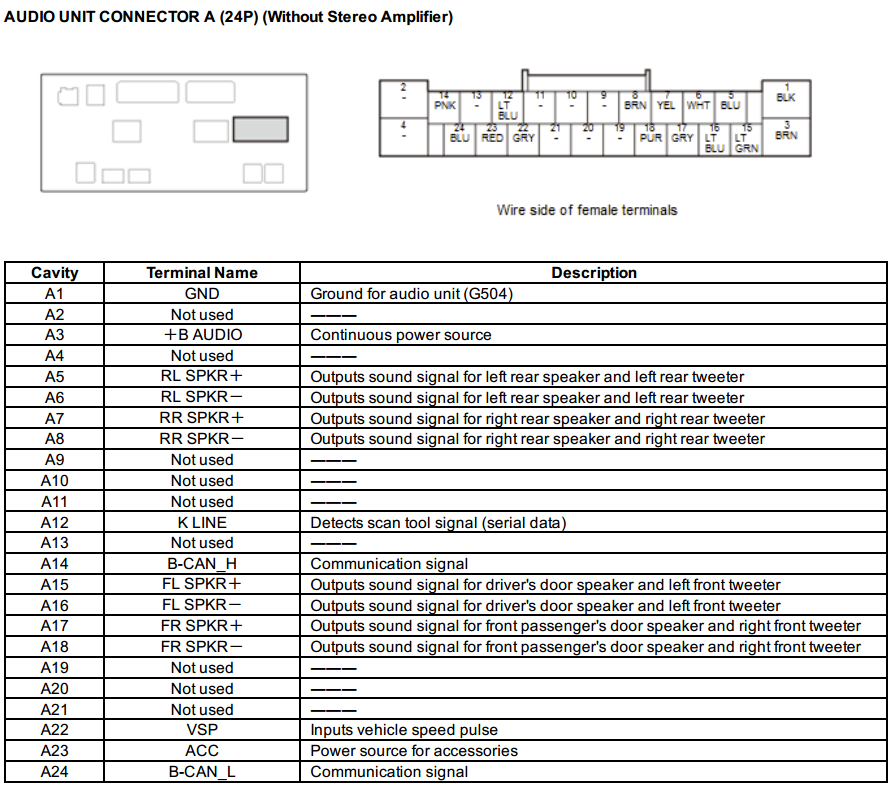 AUDIO UNIT CONNECTOR A (24P) (Without Stereo Amplifier)
2 - 14 PNK 13 - 12 LT BLU 11 - 10 - 9 - 8 BRN 7 YEL 6 WHT 5 BLU 1 BLK
4 - 24 BLU 23 RED 22 GRY 21 - 20 - 19 - 18 PUR 17 GRY 16 LT BLU 15 LT GRN 3 BRN
Wire side of female terminals
Cavity Terminal Name Description
A1 GND Ground for audio unit (G504)
A2 Not used ———
A3 +B AUDIO Continuous power source
A4 Not used ———
A5 RL SPKR+ Outputs sound signal for left rear speaker and left rear tweeter
A6 RL SPKR− Outputs sound signal for left rear speaker and left rear tweeter
A7 RR SPKR+ Outputs sound signal for right rear speaker and right rear tweeter
A8 RR SPKR− Outputs sound signal for right rear speaker and right rear tweeter
A9 Not used ———
A10 Not used ———
A11 Not used ———
A12 K LINE Detects scan tool signal (serial data)
A13 Not used ———
A14 B-CAN_H Communication signal
A15 FL SPKR+ Outputs sound signal for driver's door speaker and left front tweeter
A16 FL SPKR− Outputs sound signal for driver's door speaker and left front tweeter
A17 FR SPKR+ Outputs sound signal for front passenger's door speaker and right front tweeter
A18 FR SPKR− Outputs sound signal for front passenger's door speaker and right front tweeter
A19 Not used ———
A20 Not used ———
A21 Not used ———
A22 VSP Inputs vehicle speed pulse
A23 ACC Power source for accessories
A24 B-CAN_L Communication signal